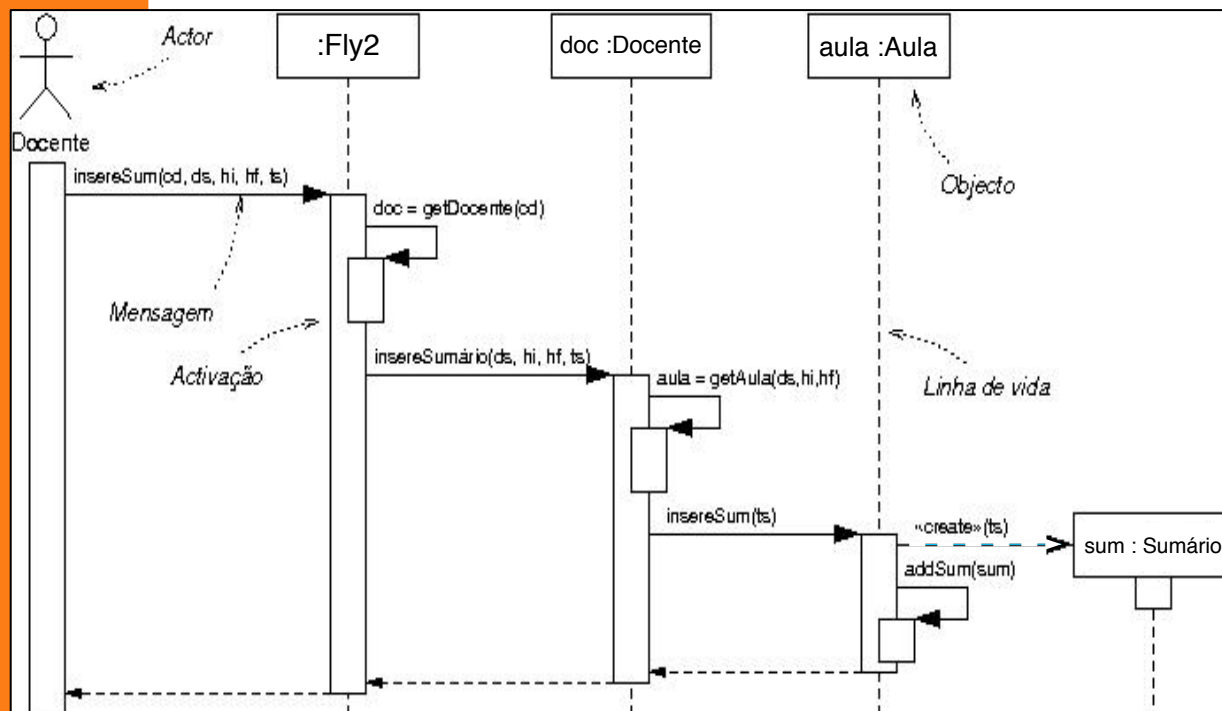 Actor
:Fly2
doc :Docente
aula :Aula
Docente
Objecto
insereSum(cd, ds, hi, hf, ts)
doc = getDocente(cd)
Mensagem
Activação
insereSumário(ds, hi, hf, ts)
aula = getAula(ds,hi,hf)
Linha de vida
insereSum(ts)
«create»(ts)
sum : Sumário
addSum(sum)